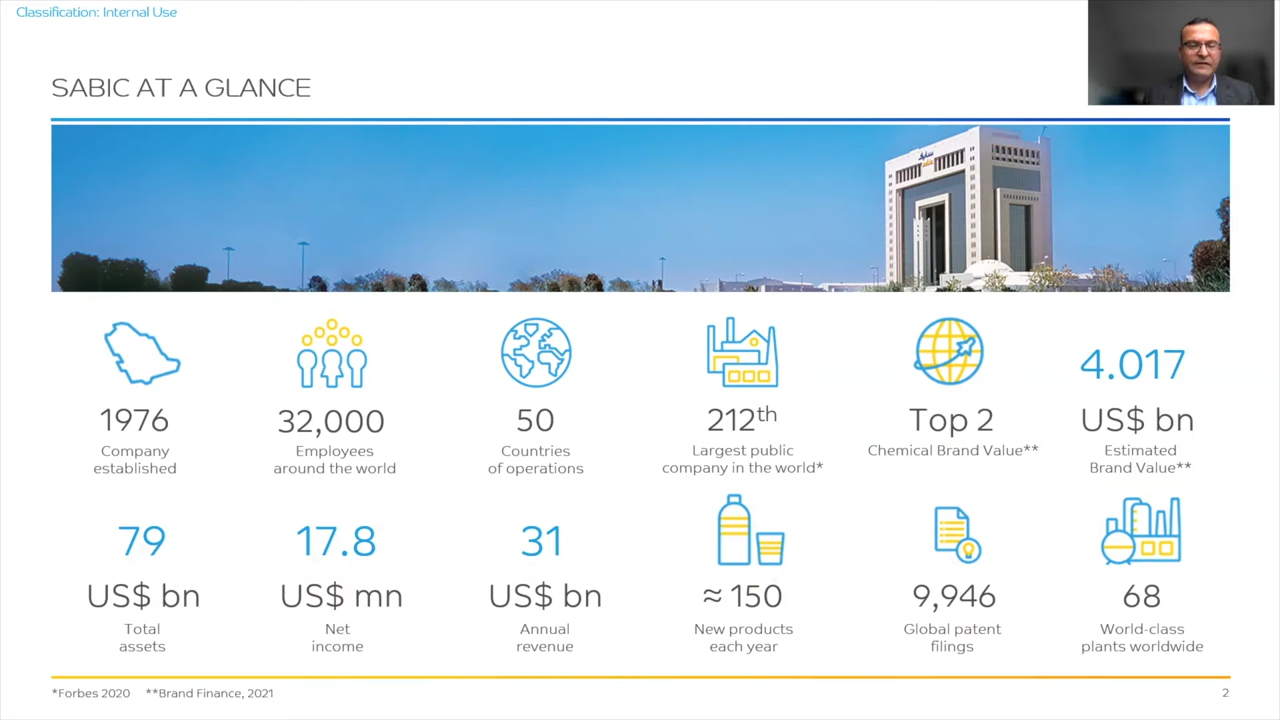 Classification: Internal Use
SABIC AT A GLANCE
سابك
sabic
1976
Company
established
32,000
Employees
around the world
50
Countries
of operations
212th
Largest public
company in the world*
Top 2
Chemical Brand Value**
4.017
US$ bn
Estimated
Brand Value**
79
US$ bn
Total
assets
17.8
US$ mn
Net
income
31
US$ bn
Annual
revenue
≈ 150
New products
each year
9,946
Global patent
filings
68
World-class
plants worldwide
*Forbes 2020 **Brand Finance, 2021
2